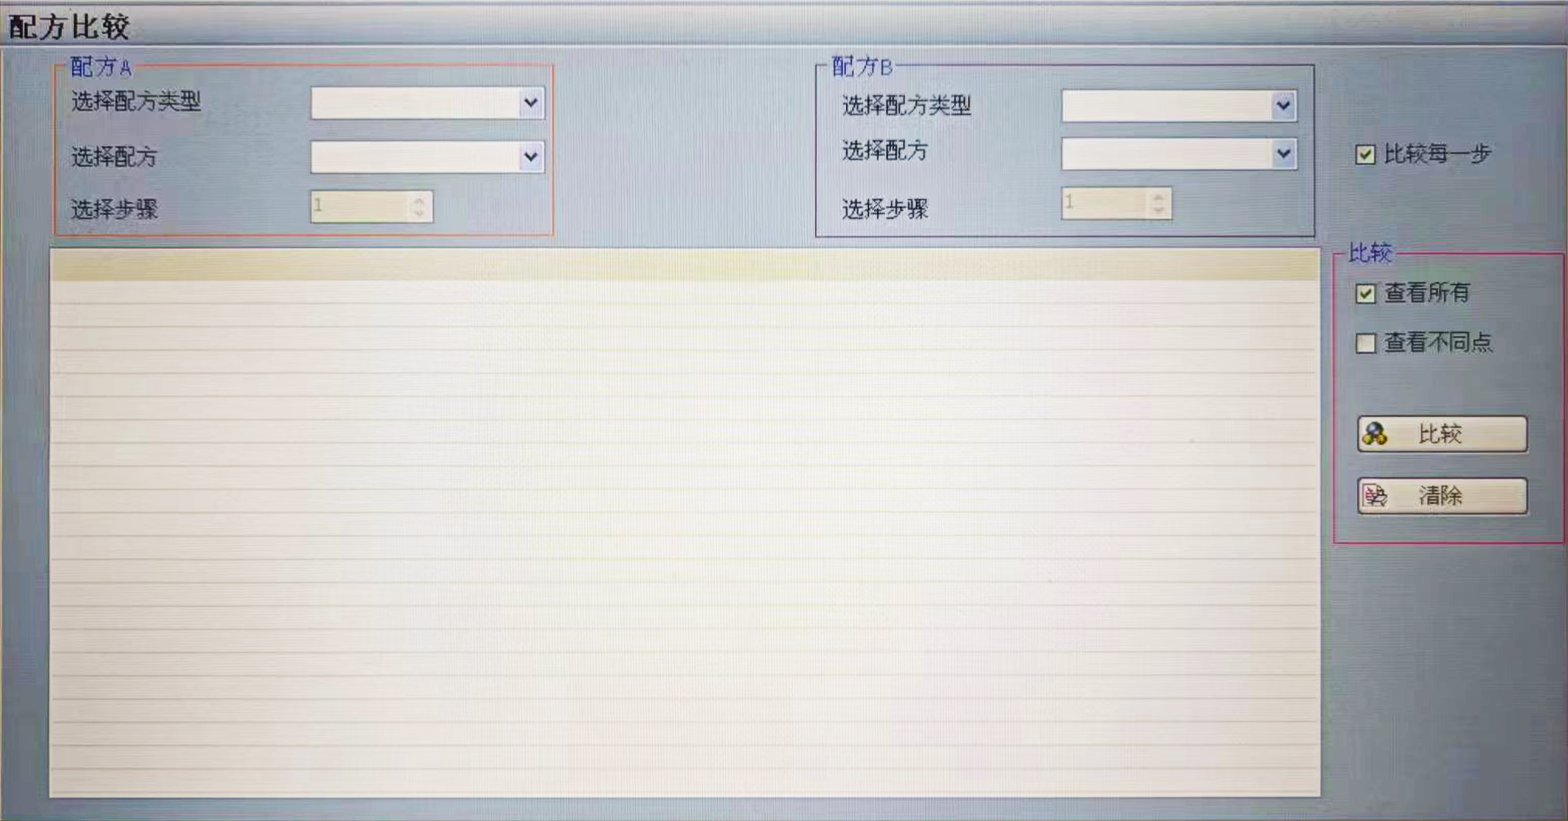 配方比较
配方A
选择配方类型
选择配方
选择步骤 1
配方B
选择配方类型
选择配方
选择步骤 1
比较每一步
比较
查看所有
查看不同点
比较
清除